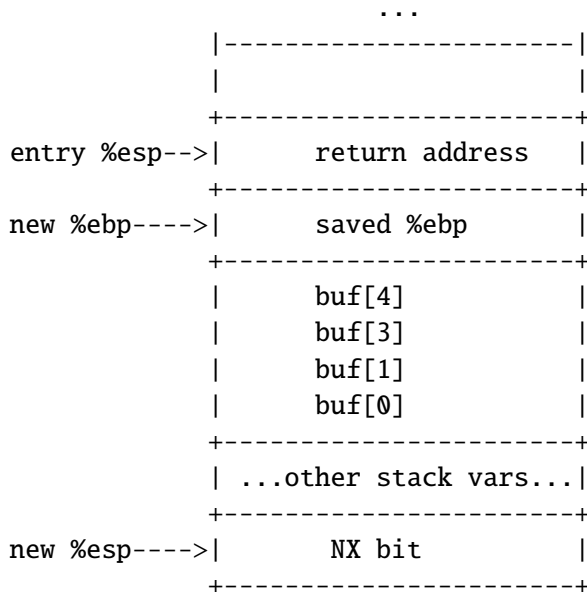 ...
|-----------------------|
|                       |
+-----------------------+
entry %esp-->|       return address  |
+-----------------------+
new %ebp---->|       saved %ebp      |
+-----------------------+
|       buf[4]          |
|       buf[3]          |
|       buf[1]          |
|       buf[0]          |
+-----------------------+
| ...other stack vars...|
+-----------------------+
new %esp---->|        NX bit         |
+-----------------------+